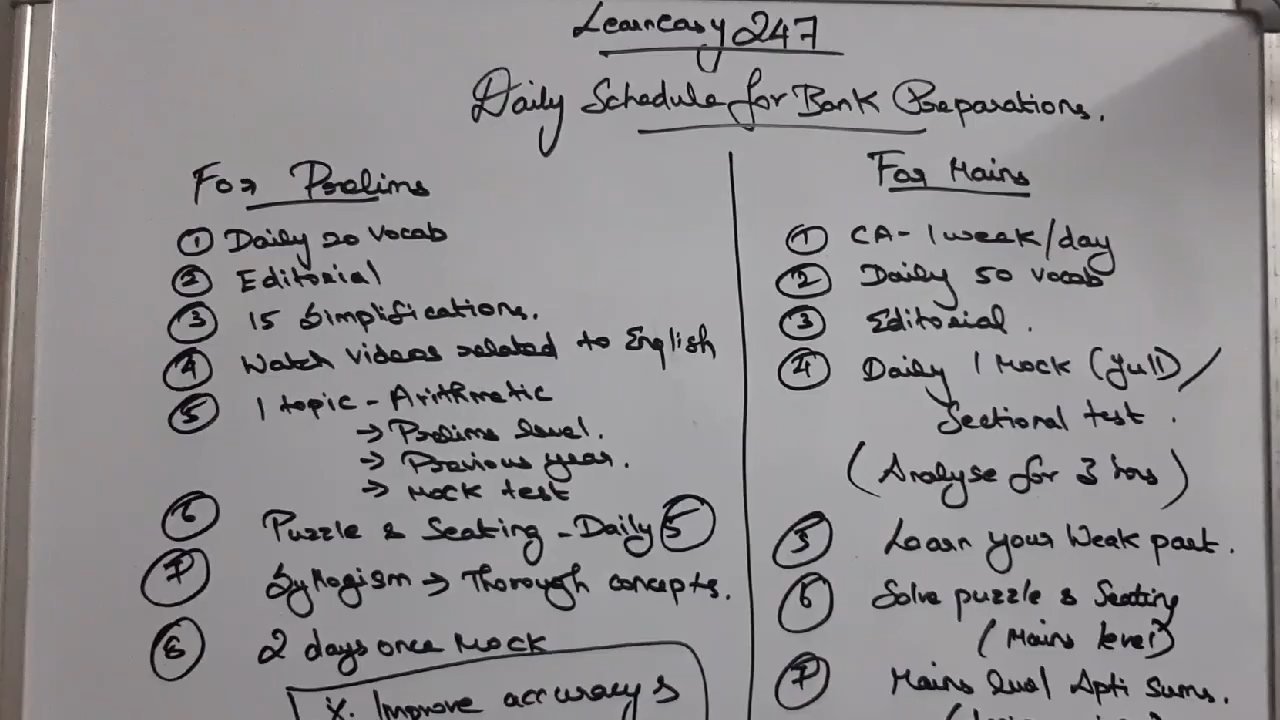 Learneasy 247
Daily Schedule for Bank Preparations.
For Prelims
① Daily 20 vocab
② Editorial
③ 15 Simplifications.
④ Watch videos related to English
⑤ 1 topic - Arithmetic
→ Prelims level.
→ Previous year.
→ Mock test
⑥ Puzzle & Seating - Daily ⑤
⑦ Syllogism → Thorough concepts.
⑧ 2 days once Mock
Improve accuracy &
For Mains
① CA - 1 week/day
② Daily 50 vocab
③ Editorial.
④ Daily 1 Mock (full) /
Sectional test.
(Analyse for 3 hrs)
⑤ Learn your Weak part.
⑥ Solve puzzle & Seating
(Mains level)
⑦ Mains level Apti Sums.